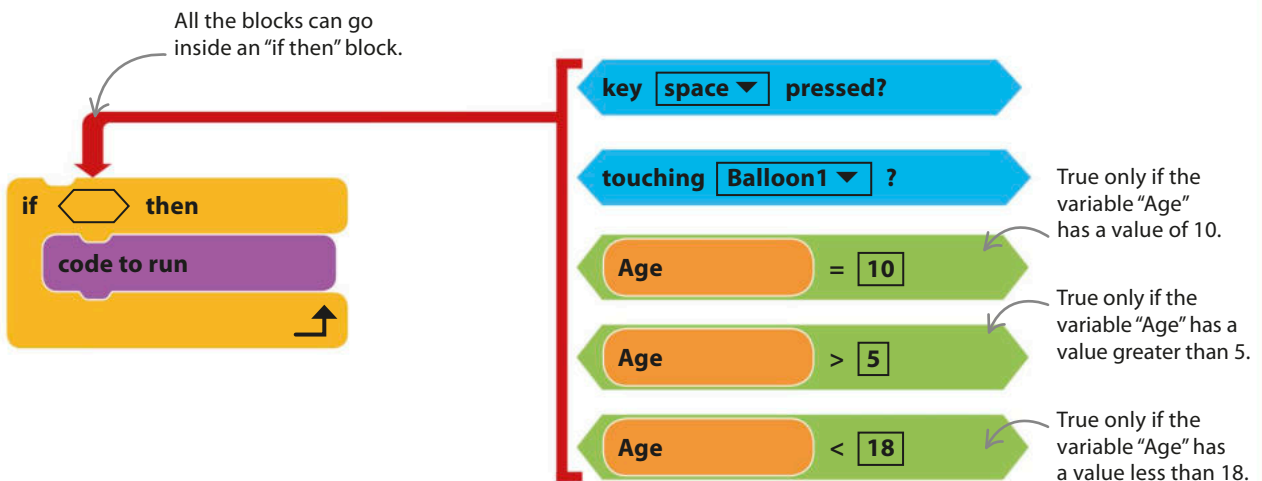 All the blocks can go
inside an “if then” block.
if then
code to run
key space pressed?
touching Balloon1 ?
Age = 10
Age > 5
Age < 18
True only if the
variable “Age”
has a value of 10.
True only if the
variable “Age” has a
value greater than 5.
True only if the
variable “Age” has
a value less than 18.